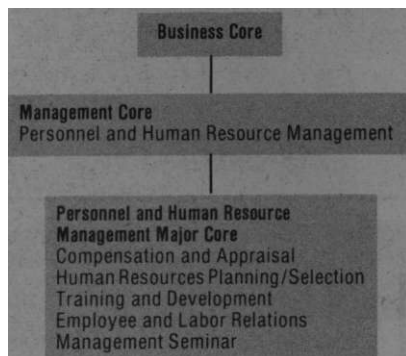 Business Core
Management Core
Personnel and Human Resource Management
Personnel and Human Resource
Management Major Core
Compensation and Appraisal
Human Resources Planning/Selection
Training and Development
Employee and Labor Relations
Management Seminar